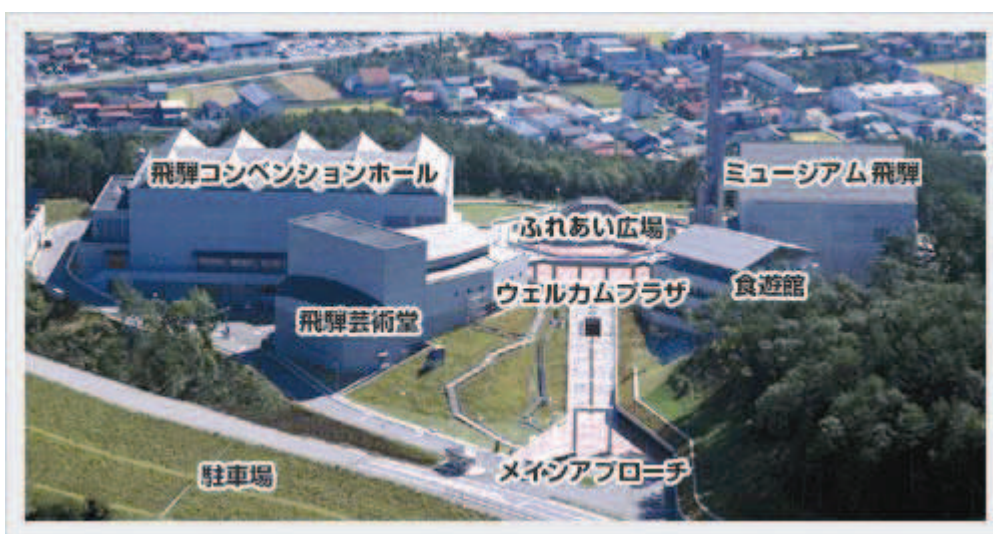 飛騨コンベンションホール
ミュージアム飛騨
ふれあい広場
食遊館
ウェルカムプラザ
飛騨芸術堂
メインアプローチ
駐車場